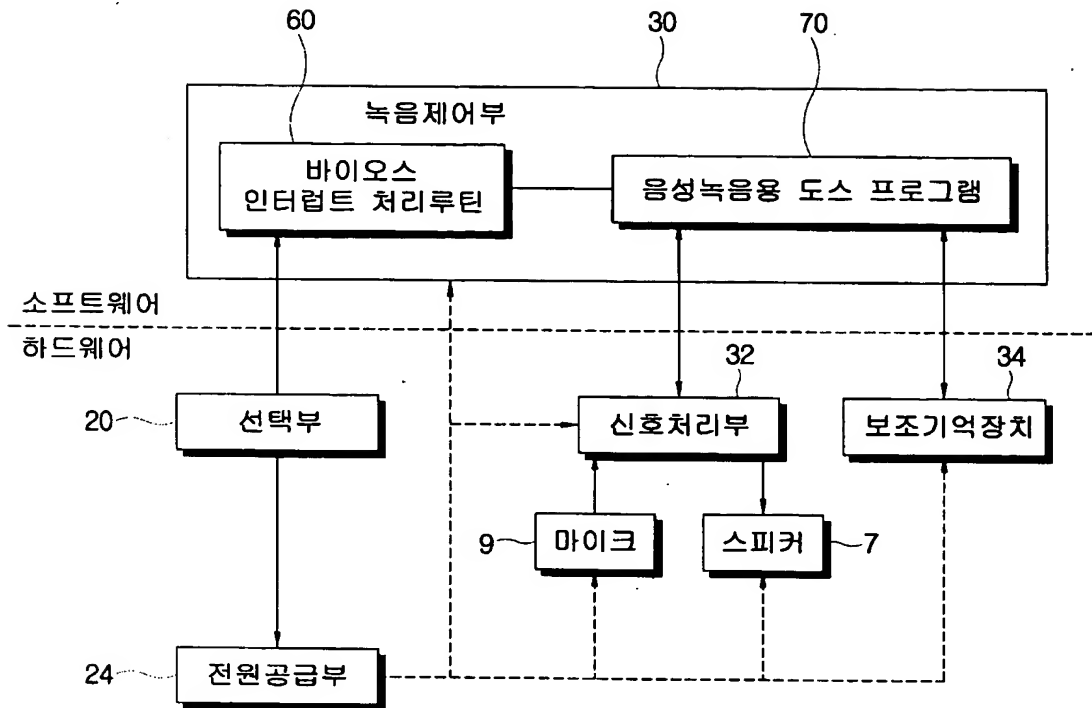 60
30
70
녹음제어부
바이오스
인터럽트 처리루틴
음성녹음용 도스 프로그램
소프트웨어
하드웨어
32
34
20
선택부
신호처리부
보조기억장치
9
마이크
스피커
7
24
전원공급부